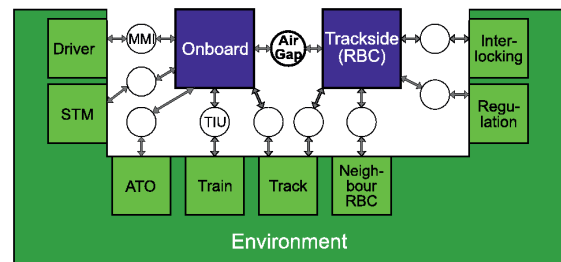 Driver
MMI
Onboard
Air
Gap
Trackside
(RBC)
Inter-
locking
STM
TIU
Regu-
lation
ATO
Train
Track
Neigh-
bour
RBC
Environment